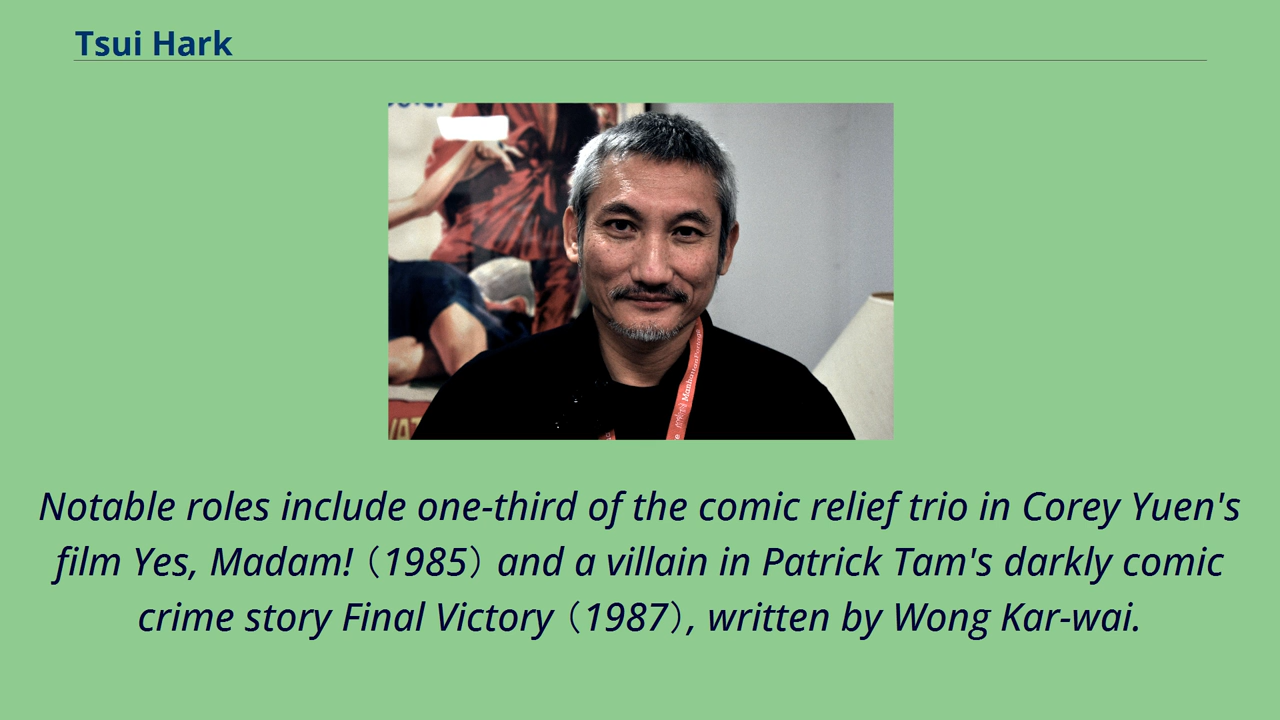 Tsui Hark
Notable roles include one-third of the comic relief trio in Corey Yuen's
film Yes, Madam!（1985）and a villain in Patrick Tam's darkly comic
crime story Final Victory（1987）, written by Wong Kar-wai.